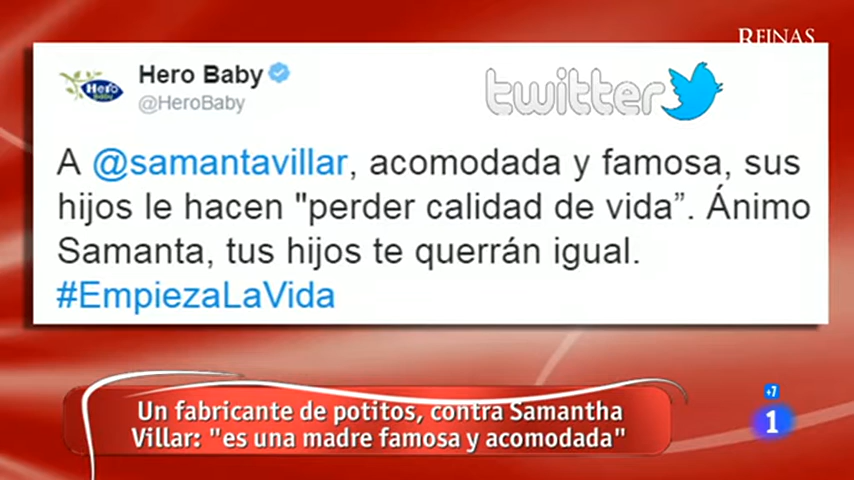 REINAS
Hero Baby
@HeroBaby
Hero
baby
twitter
A @samantavillar, acomodada y famosa, sus
hijos le hacen "perder calidad de vida”. Ánimo
Samanta, tus hijos te querrán igual.
#EmpiezaLaVida
Un fabricante de potitos, contra Samantha
Villar: "es una madre famosa y acomodada"
+7
1